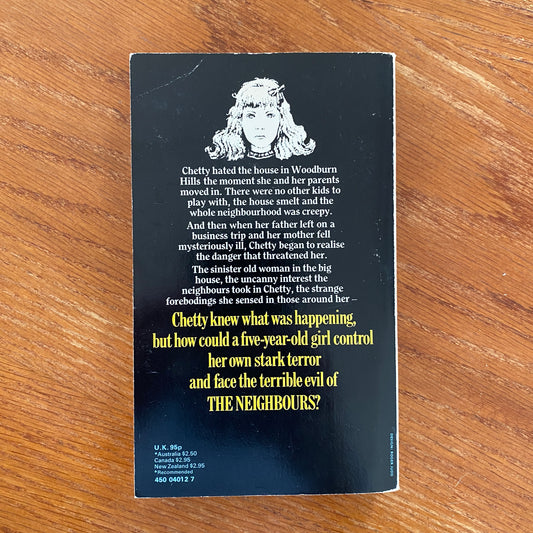 Chetty hated the house in Woodburn
Hills the moment she and her parents
moved in. There were no other kids to
play with, the house smelt and the
whole neighbourhood was creepy.
And then when her father left on a
business trip and her mother fell
mysteriously ill, Chetty began to realise
the danger that threatened her.
The sinister old woman in the big
house, the uncanny interest the
neighbours took in Chetty, the strange
forebodings she sensed in those around her –
Chetty knew what was happening,
but how could a five-year-old girl control
her own stark terror
and face the terrible evil of
THE NEIGHBOURS?
U.K. 95p
*Australia $2.50
Canada $2.95
New Zealand $2.95
*Recommended
450 04012 7